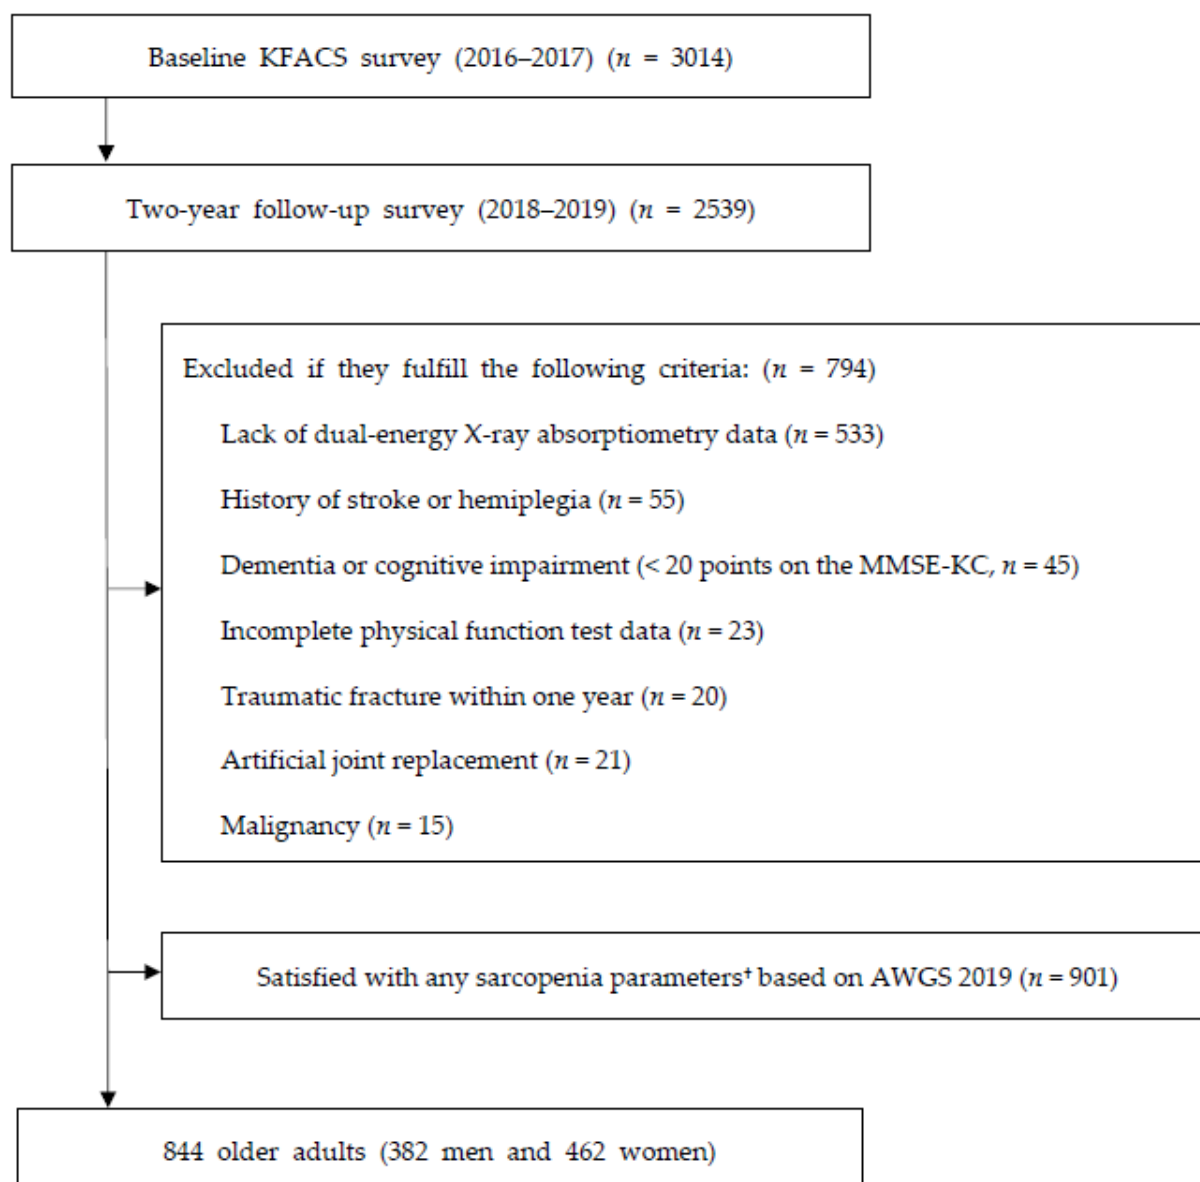 Baseline KFACS survey (2016–2017) (n = 3014)
Two-year follow-up survey (2018–2019) (n = 2539)
Excluded if they fulfill the following criteria: (n = 794)
Lack of dual-energy X-ray absorptiometry data (n = 533)
History of stroke or hemiplegia (n = 55)
Dementia or cognitive impairment (< 20 points on the MMSE-KC, n = 45)
Incomplete physical function test data (n = 23)
Traumatic fracture within one year (n = 20)
Artificial joint replacement (n = 21)
Malignancy (n = 15)
Satisfied with any sarcopenia parameters† based on AWGS 2019 (n = 901)
844 older adults (382 men and 462 women)